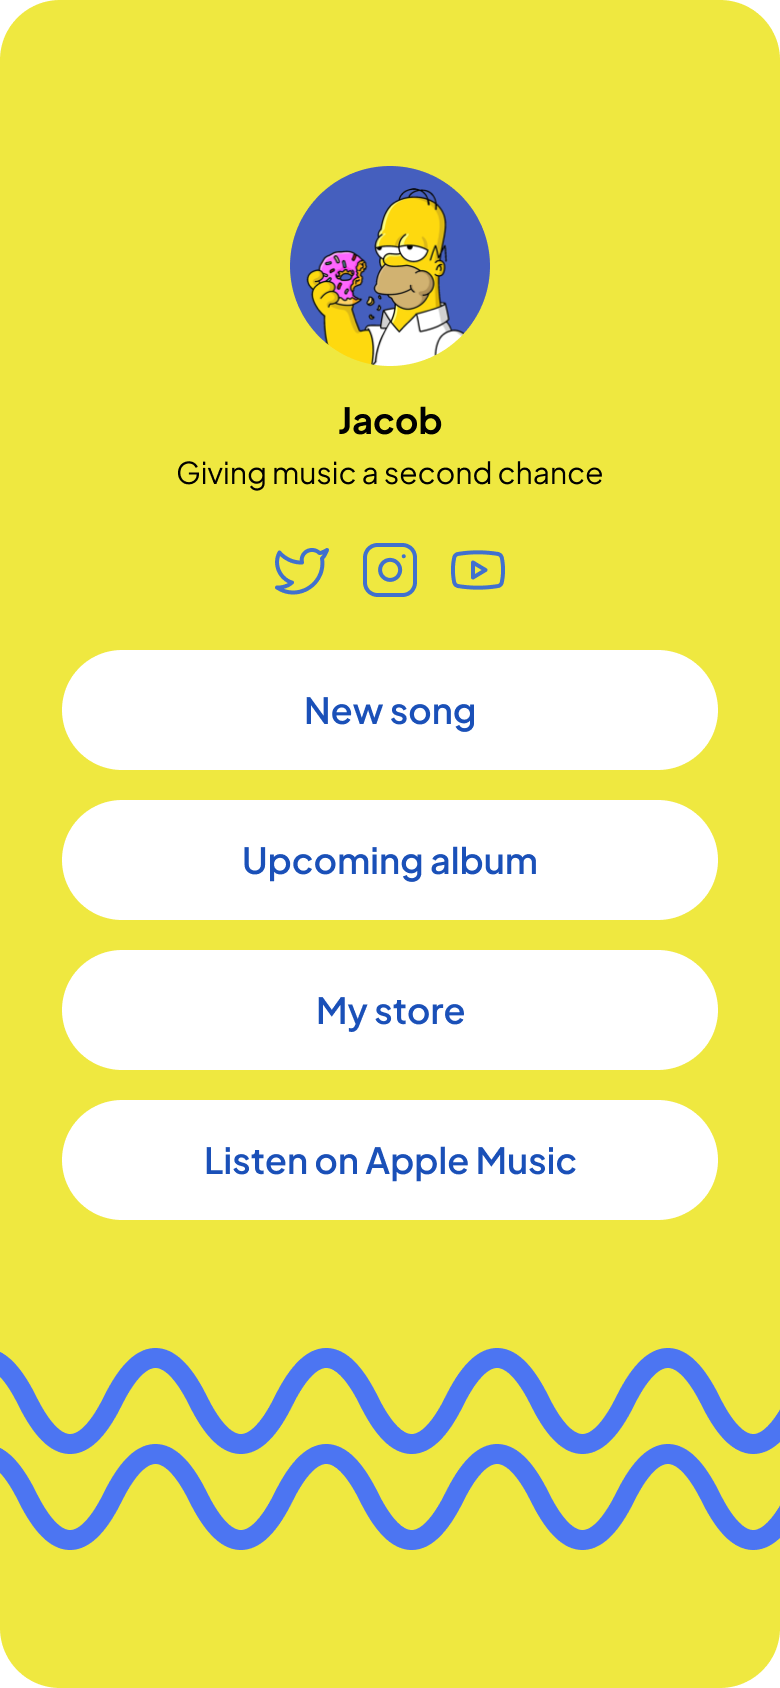 Jacob
Giving music a second chance
New song
Upcoming album
My store
Listen on Apple Music